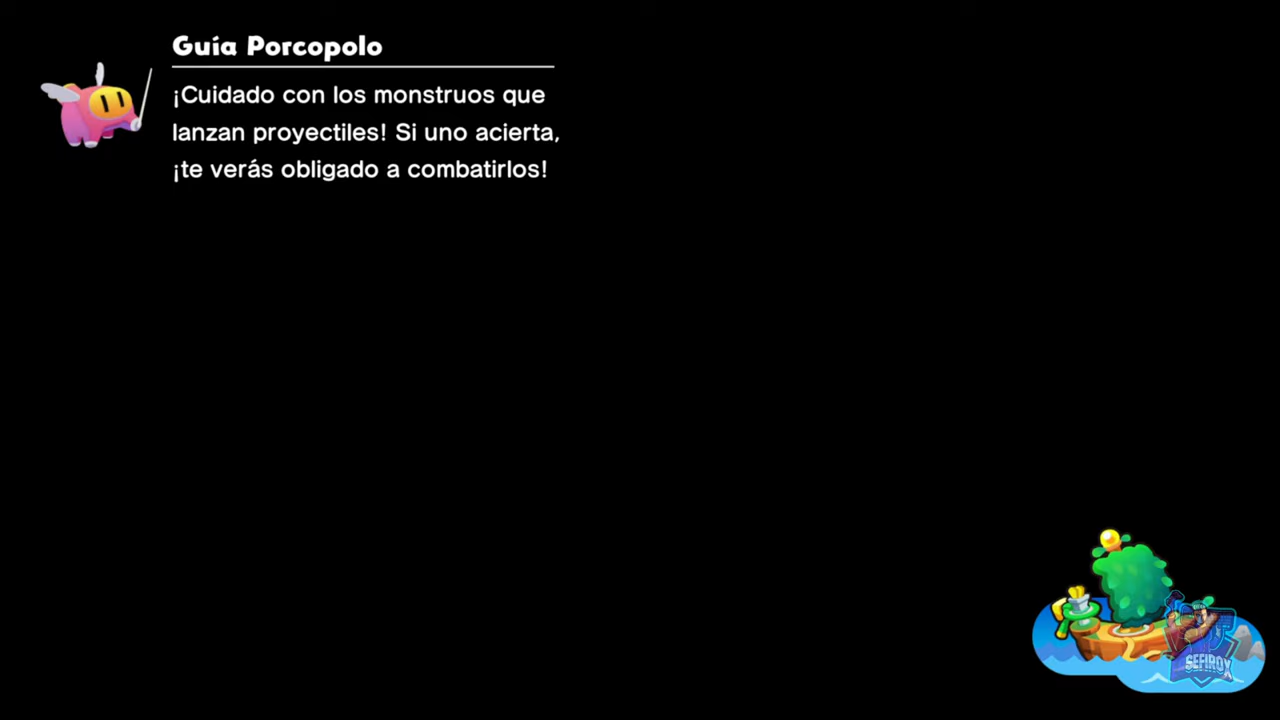 Guía Porcopolo
¡Cuidado con los monstruos que
lanzan proyectiles! Si uno acierta,
¡te verás obligado a combatirlos!
SEFIROX